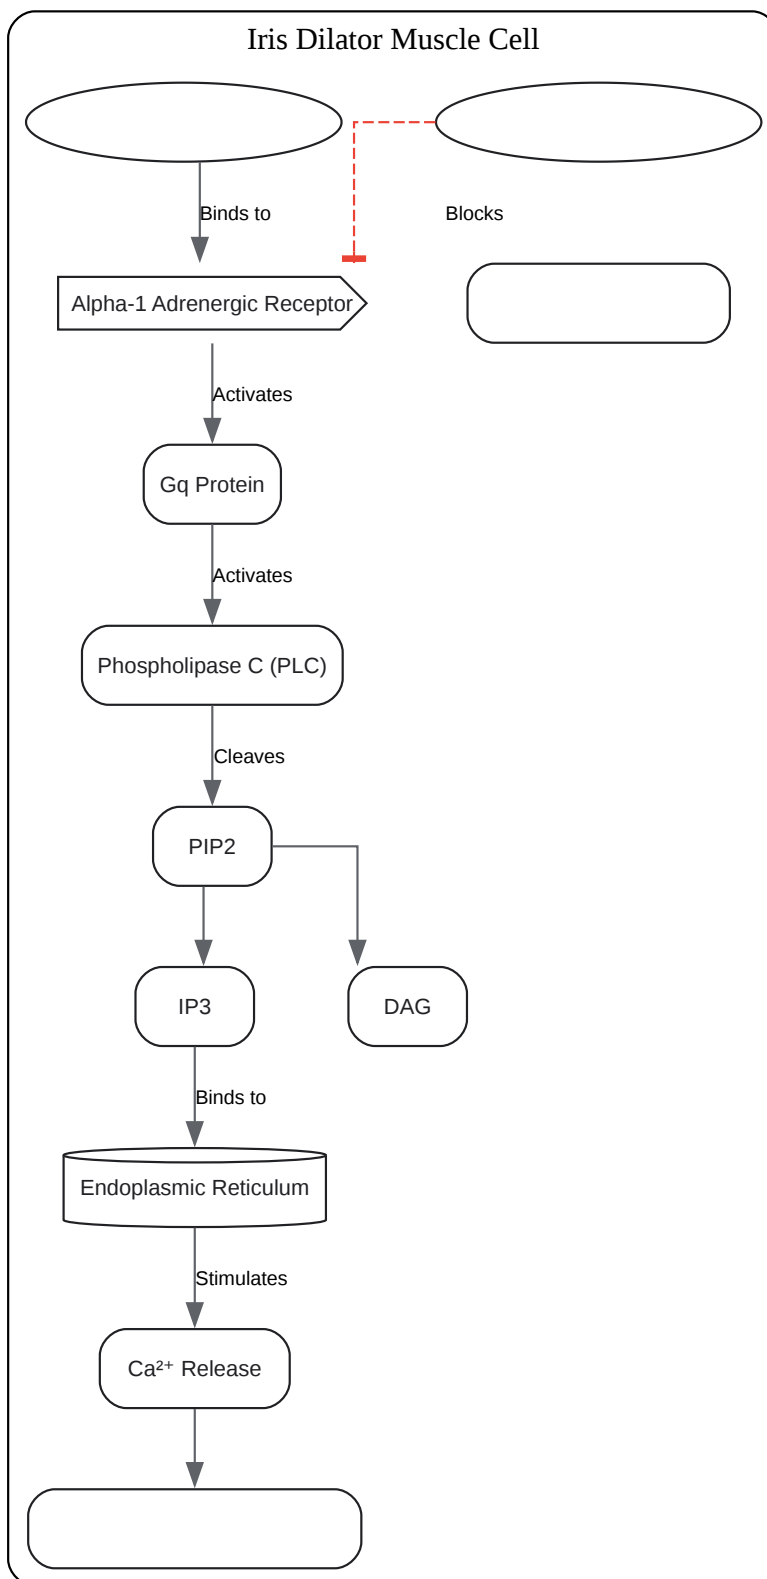 Iris Dilator Muscle Cell
Binds to
Blocks
Alpha-1 Adrenergic Receptor
Activates
Gq Protein
Activates
Phospholipase C (PLC)
Cleaves
PIP2
IP3
DAG
Binds to
Endoplasmic Reticulum
Stimulates
Ca²⁺ Release